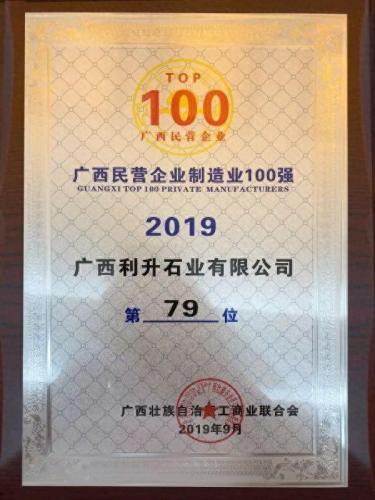 TOP
100
广西民营企业
广西民营企业制造业100强
GUANGXI TOP 100 PRIVATE MANUFACTURERS
2019
广西利升石业有限公司
第 79 位
广西壮族自治 工商业联合会
2019年9月